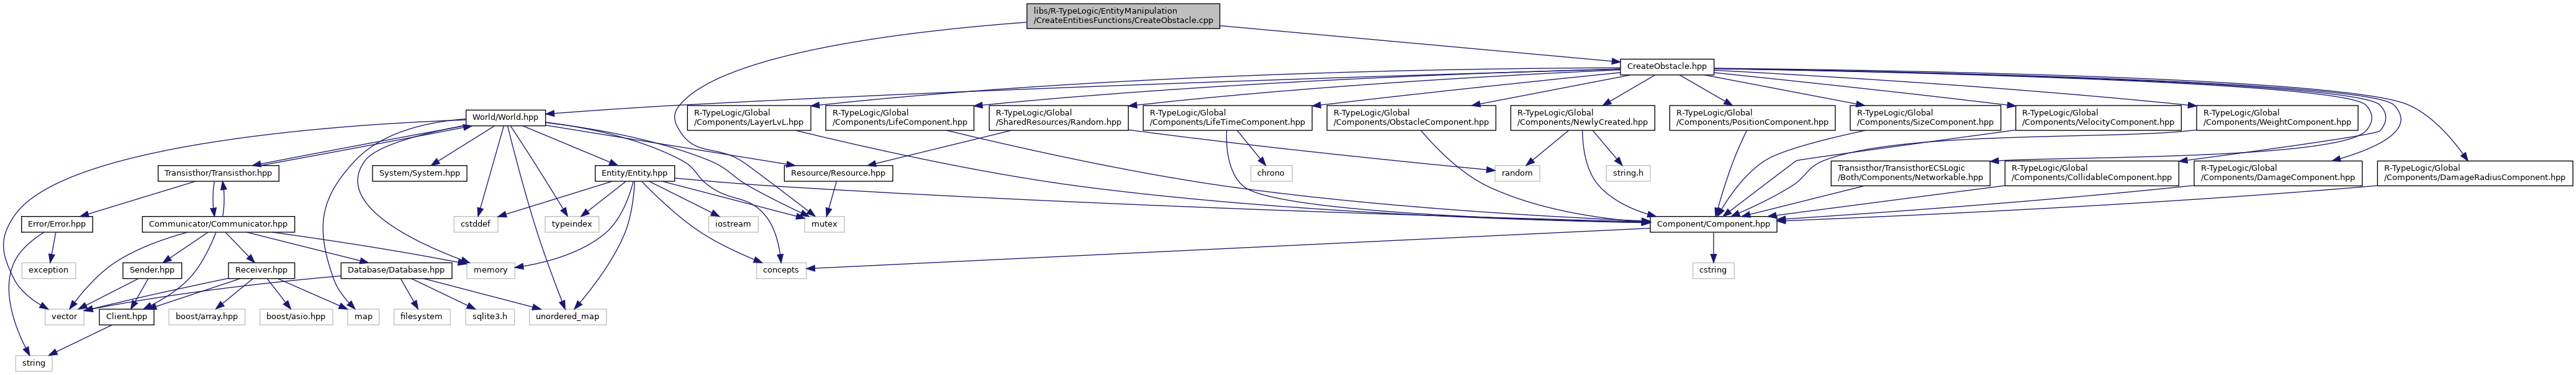 libs/R-TypeLogic/EntityManipulation
/CreateEntitiesFunctions/CreateObstacle.cpp
CreateObstacle.hpp
World/World.hpp
R-TypeLogic/Global
/Components/LayerLvL.hpp
R-TypeLogic/Global
/Components/LifeComponent.hpp
R-TypeLogic/Global
/SharedResources/Random.hpp
R-TypeLogic/Global
/Components/LifeTimeComponent.hpp
R-TypeLogic/Global
/Components/ObstacleComponent.hpp
R-TypeLogic/Global
/Components/NewlyCreated.hpp
R-TypeLogic/Global
/Components/PositionComponent.hpp
R-TypeLogic/Global
/Components/SizeComponent.hpp
R-TypeLogic/Global
/Components/VelocityComponent.hpp
R-TypeLogic/Global
/Components/WeightComponent.hpp
Transisthor/Transisthor.hpp
System/System.hpp
Entity/Entity.hpp
Resource/Resource.hpp
chrono
random
string.h
Transisthor/TransisthorECSLogic
/Both/Components/Networkable.hpp
R-TypeLogic/Global
/Components/CollidableComponent.hpp
R-TypeLogic/Global
/Components/DamageComponent.hpp
R-TypeLogic/Global
/Components/DamageRadiusComponent.hpp
Error/Error.hpp
Communicator/Communicator.hpp
cstddef
typeindex
iostream
mutex
Component/Component.hpp
exception
Sender.hpp
Receiver.hpp
Database/Database.hpp
memory
concepts
cstring
vector
Client.hpp
boost/array.hpp
boost/asio.hpp
map
filesystem
sqlite3.h
unordered_map
string